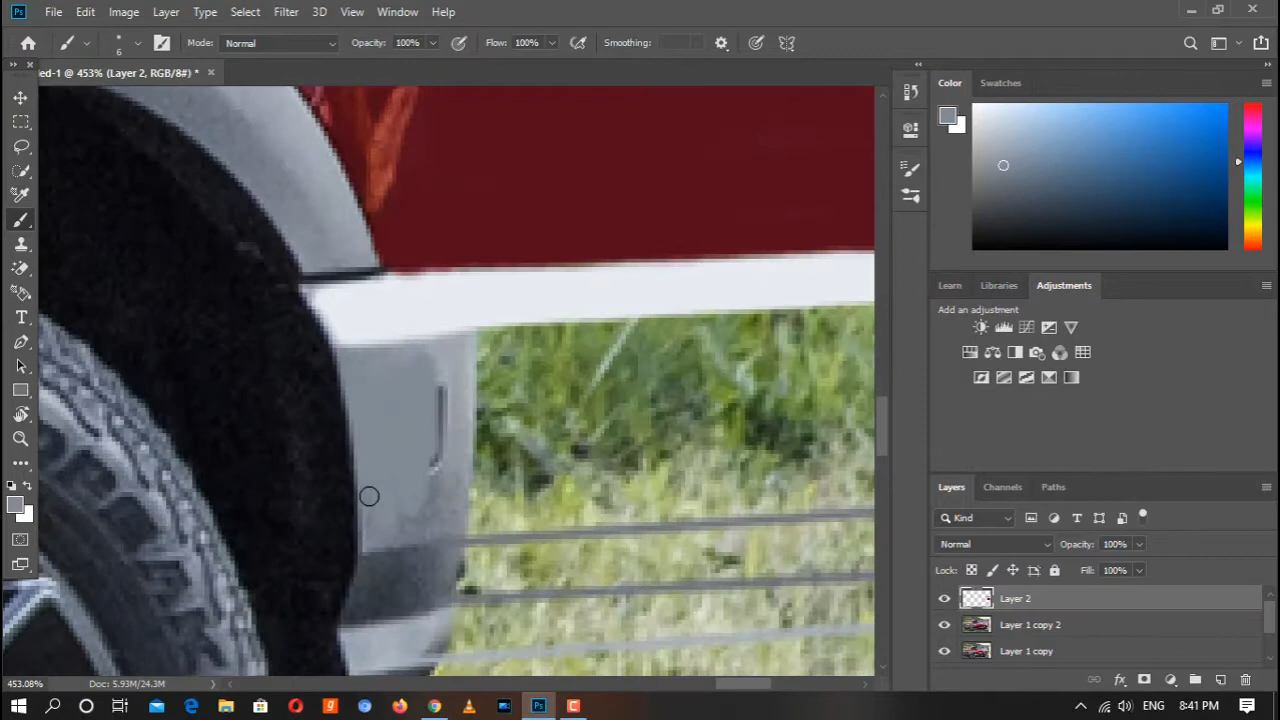 Ps File Edit Image Layer Type Select Filter 3D View Window Help
6 Mode: Normal Opacity: 100% Flow: 100% Smoothing:
ed-1 @ 453% (Layer 2, RGB/8#) * ×
Color Swatches
Learn Libraries Adjustments
Add an adjustment
Layers Channels Paths
Kind
Normal Opacity: 100%
Lock: Fill: 100%
Layer 2
Layer 1 copy 2
Layer 1 copy
453.08% Doc: 5.93M/24.3M
ENG 8:41 PM